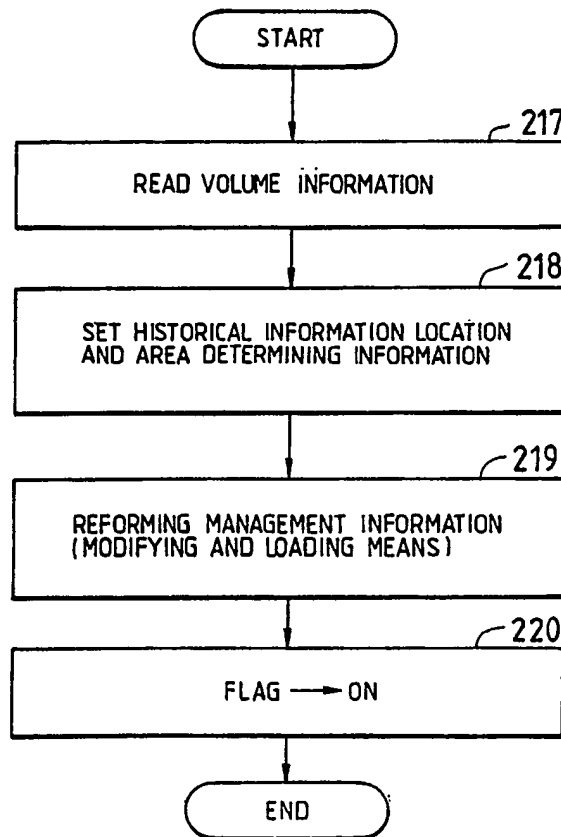 START
217
READ VOLUME INFORMATION
218
SET HISTORICAL INFORMATION LOCATION
AND AREA DETERMINING INFORMATION
219
REFORMING MANAGEMENT INFORMATION
(MODIFYING AND LOADING MEANS)
220
FLAG → ON
END